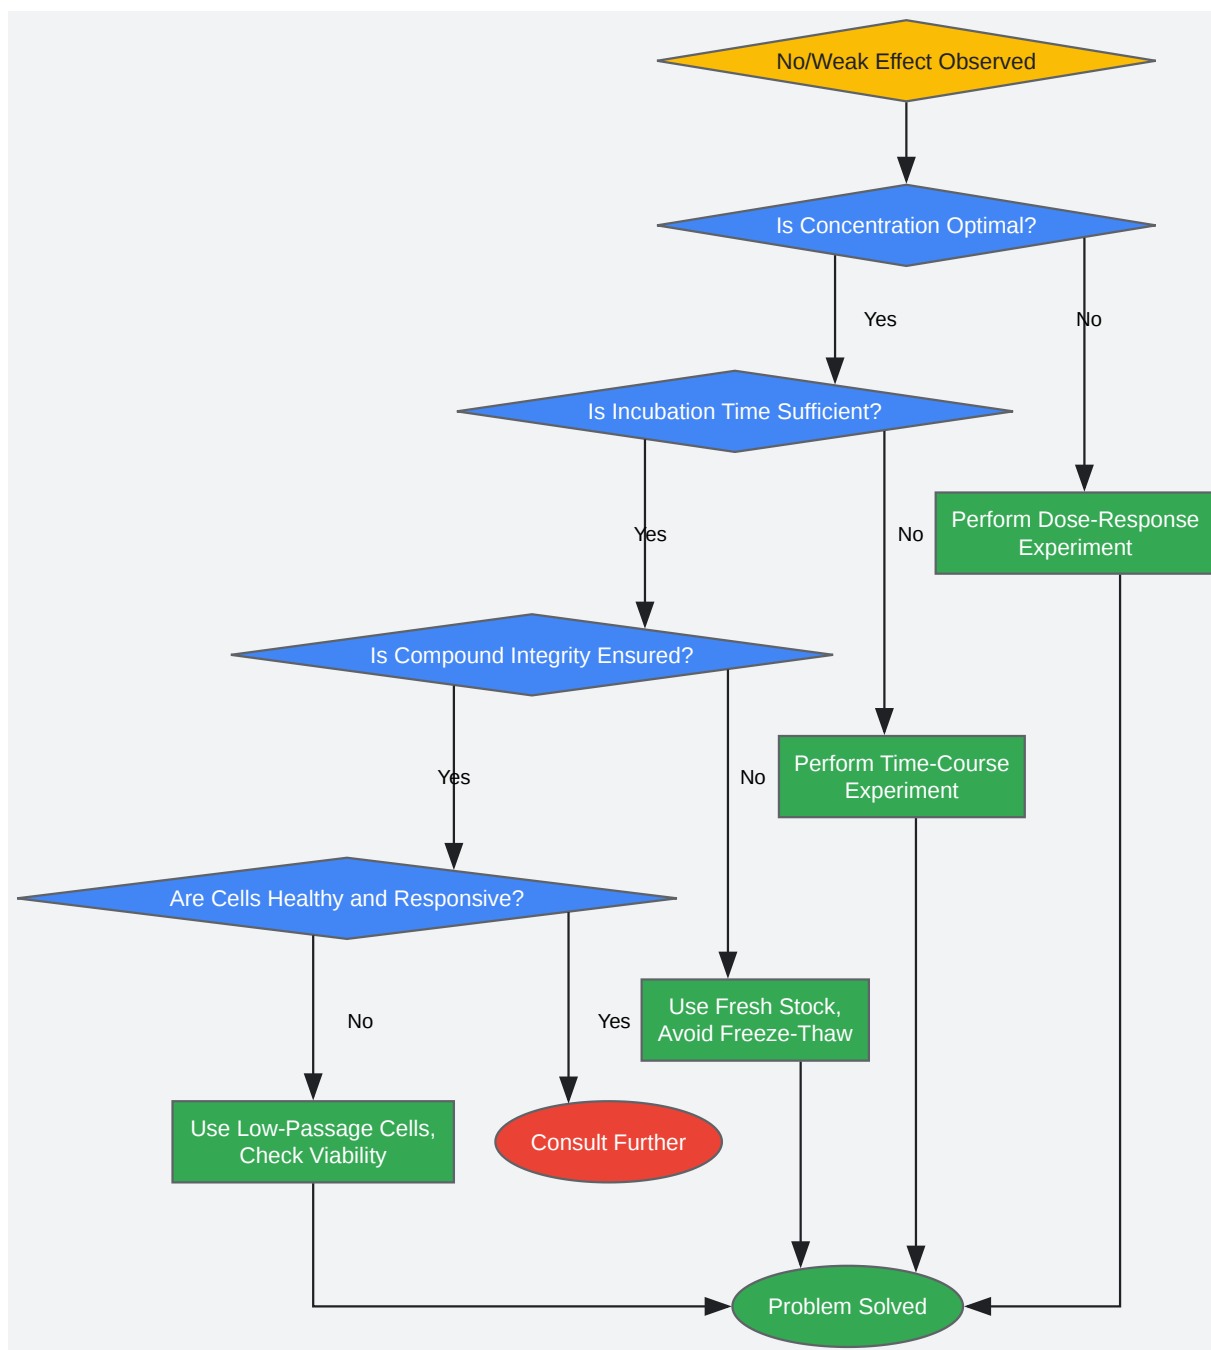 No/Weak Effect Observed
Is Concentration Optimal?
Yes
No
Is Incubation Time Sufficient?
Perform Dose-Response
Experiment
Yes
No
Is Compound Integrity Ensured?
Perform Time-Course
Experiment
Yes
No
Are Cells Healthy and Responsive?
Use Fresh Stock,
Avoid Freeze-Thaw
No
Yes
Use Low-Passage Cells,
Check Viability
Consult Further
Problem Solved